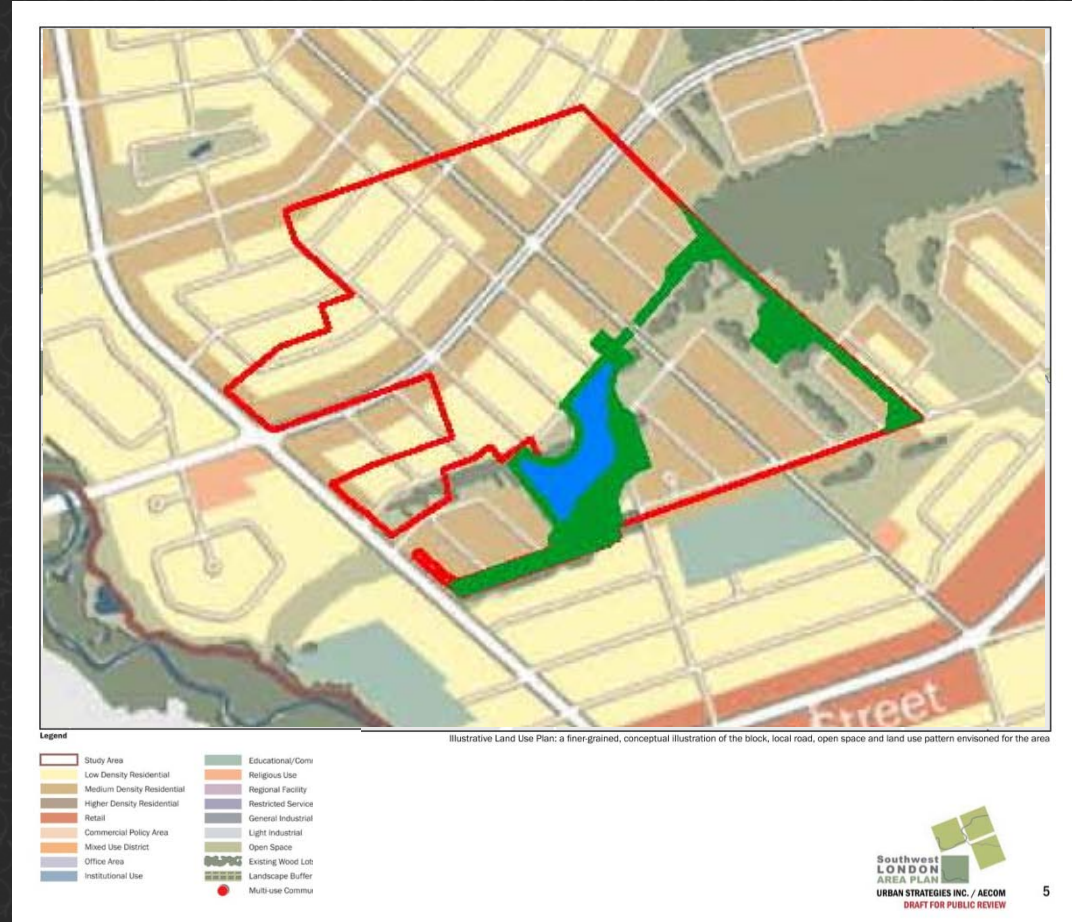 Street
Legend
Illustrative Land Use Plan: a finer-grained, conceptual illustration of the block, local road, open space and land use pattern envisoned for the area
Study Area
Low Density Residential
Medium Density Residential
Higher Density Residential
Retail
Commercial Policy Area
Mixed Use District
Office Area
Institutional Use
Educational/Comm
Religious Use
Regional Facility
Restricted Service
General Industrial
Light Industrial
Open Space
Existing Wood Lots
Landscape Buffer
Multi-use Commu
Southwest
LONDON
AREA PLAN
URBAN STRATEGIES INC. / AECOM
DRAFT FOR PUBLIC REVIEW
5